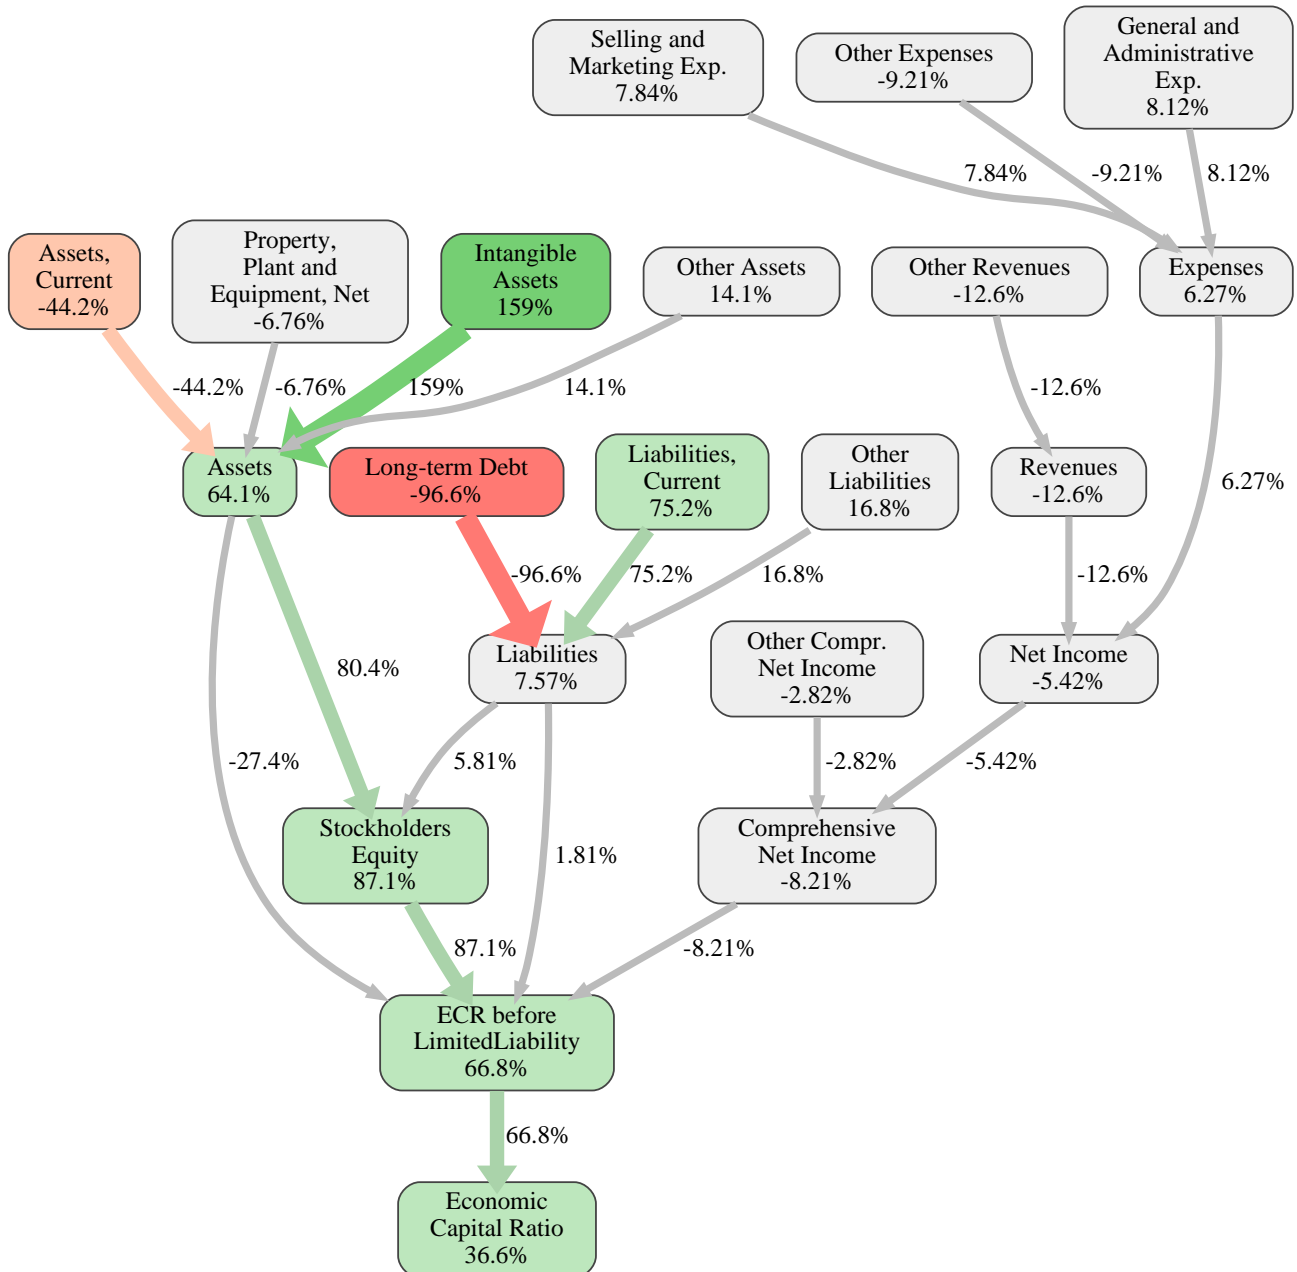 Selling and
Marketing Exp.
7.84%
Other Expenses
-9.21%
General and
Administrative
Exp.
8.12%
7.84%
-9.21%
8.12%
Assets,
Current
-44.2%
Property,
Plant and
Equipment, Net
-6.76%
Intangible
Assets
159%
Other Assets
14.1%
Other Revenues
-12.6%
Expenses
6.27%
-44.2%
-6.76%
159%
14.1%
-12.6%
6.27%
Assets
64.1%
Long-term Debt
-96.6%
Liabilities,
Current
75.2%
Other
Liabilities
16.8%
Revenues
-12.6%
-96.6%
75.2%
16.8%
-12.6%
80.4%
Liabilities
7.57%
Other Compr.
Net Income
-2.82%
Net Income
-5.42%
-27.4%
5.81%
-2.82%
-5.42%
Stockholders
Equity
87.1%
1.81%
Comprehensive
Net Income
-8.21%
87.1%
-8.21%
ECR before
LimitedLiability
66.8%
66.8%
Economic
Capital Ratio
36.6%